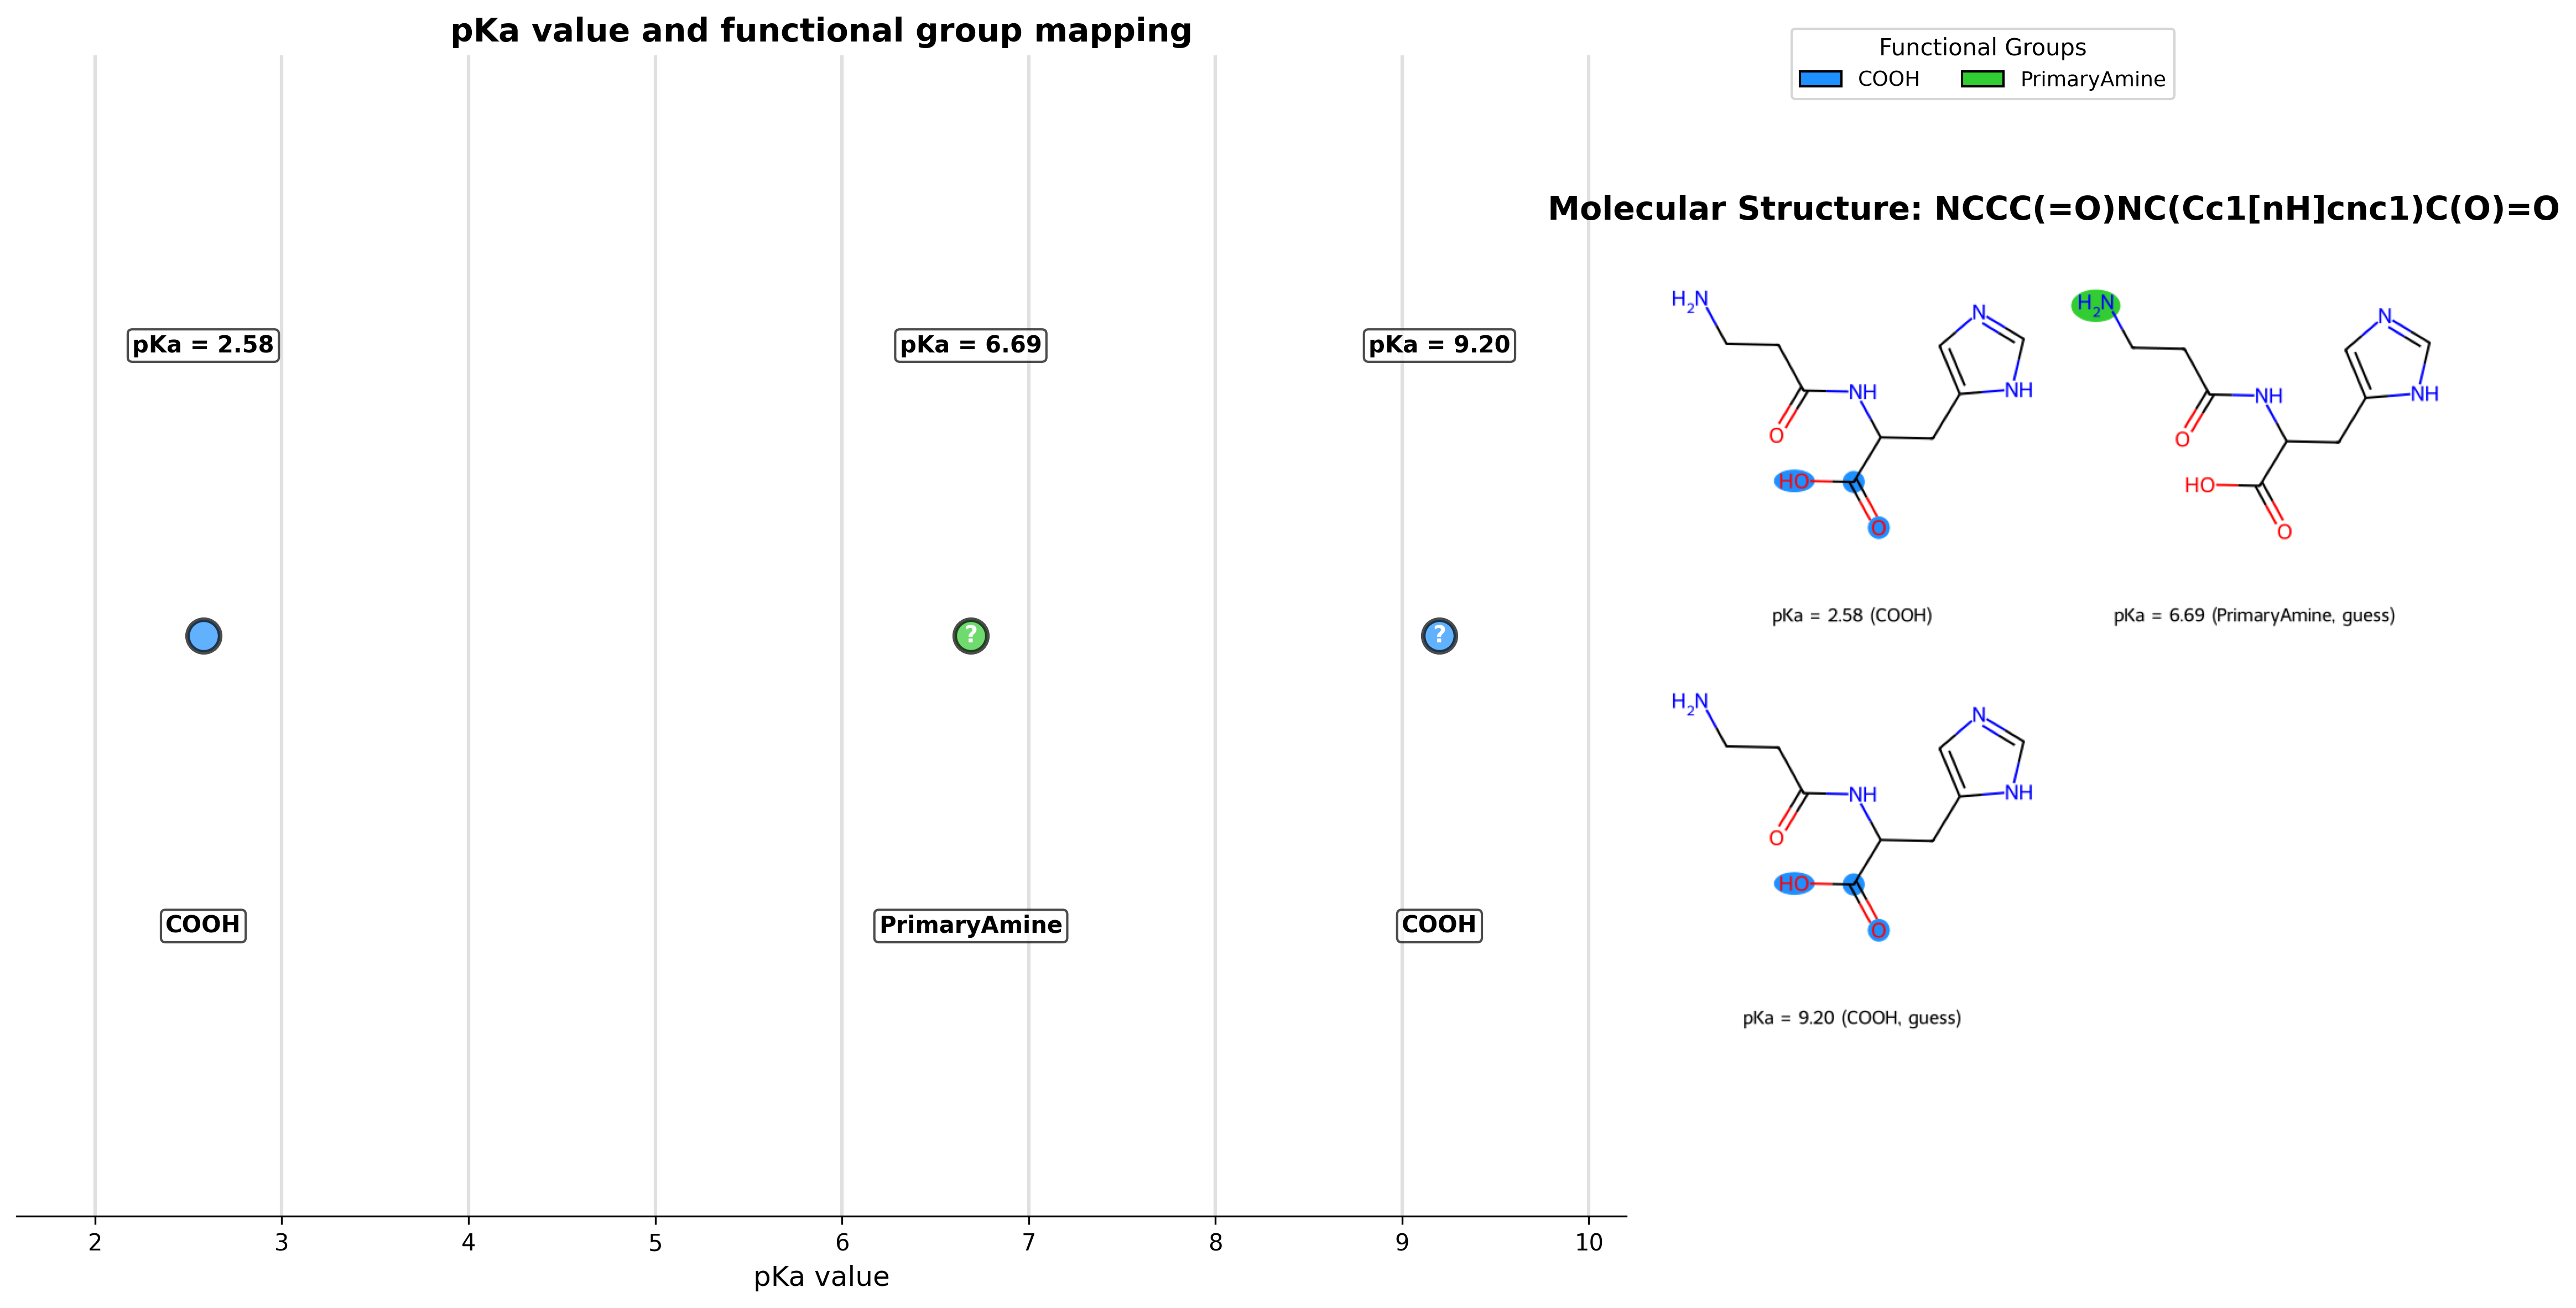 pKa value and functional group mapping
Functional Groups
COOH
PrimaryAmine
Molecular Structure: NCCC(=O)NC(Cc1[nH]cnc1)C(O)=O
pKa = 2.58
pKa = 6.69
pKa = 9.20
?
?
COOH
PrimaryAmine
COOH
2
3
4
5
6
7
8
9
10
pKa value
H2N
N
NH
NH
O
HO
O
pKa = 2.58 (COOH)
H2N
N
NH
NH
O
HO
O
pKa = 6.69 (PrimaryAmine, guess)
H2N
N
NH
NH
O
HO
O
pKa = 9.20 (COOH, guess)